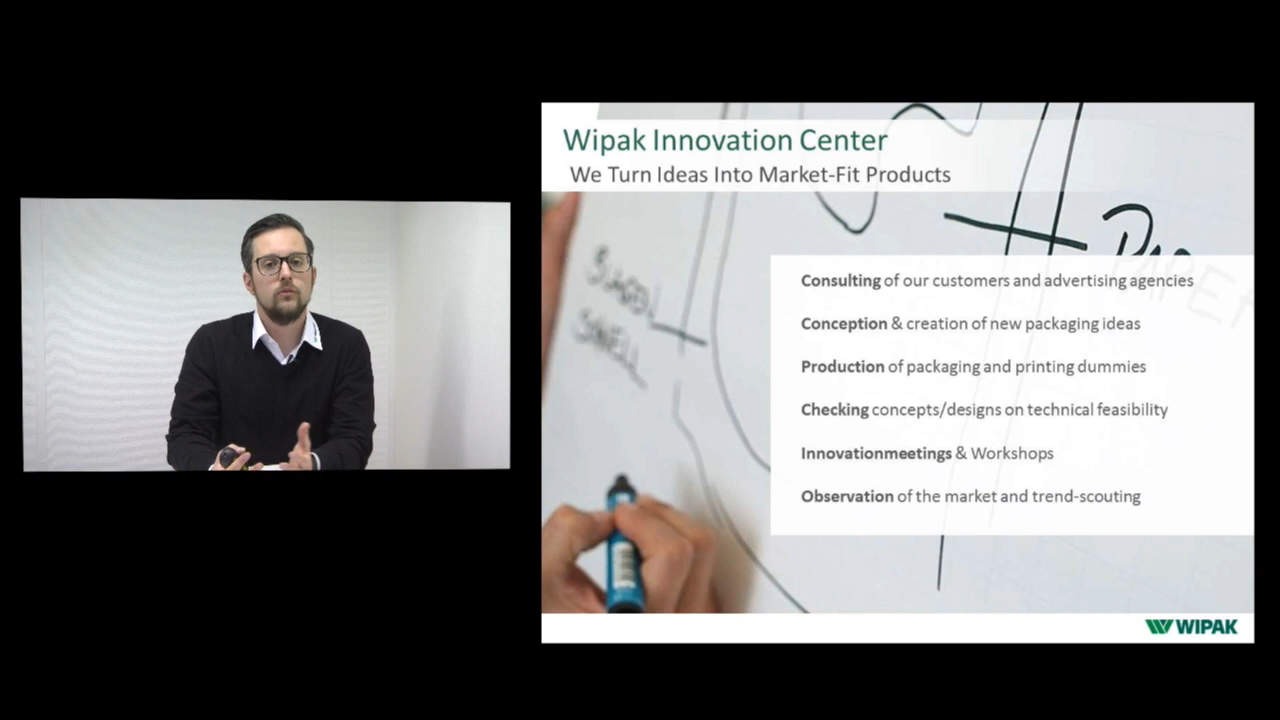 Wipak Innovation Center
We Turn Ideas Into Market-Fit Products
Consulting of our customers and advertising agencies
Conception & creation of new packaging ideas
Production of packaging and printing dummies
Checking concepts/designs on technical feasibility
Innovationmeetings & Workshops
Observation of the market and trend-scouting
WIPAK